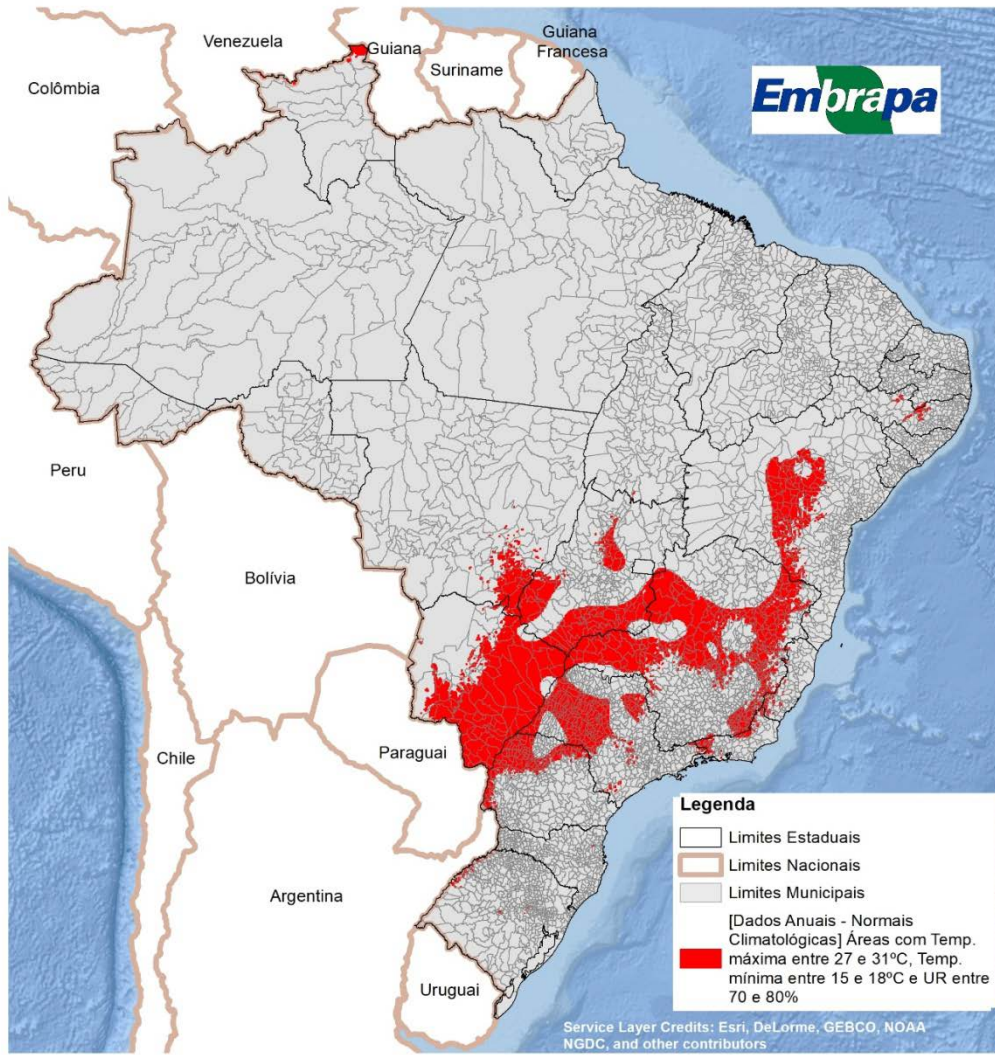 Venezuela
Guiana
Guiana
Francesa
Suriname
Colômbia
Embrapa
Peru
Bolívia
Paraguai
Chile
Argentina
Uruguai
Legenda
Limites Estaduais
Limites Nacionais
Limites Municipais
[Dados Anuais - Normais
Climatológicas] Áreas com Temp.
máxima entre 27 e 31ºC, Temp.
mínima entre 15 e 18ºC e UR entre
70 e 80%
Service Layer Credits: Esri, DeLorme, GEBCO, NOAA
NGDC, and other contributors